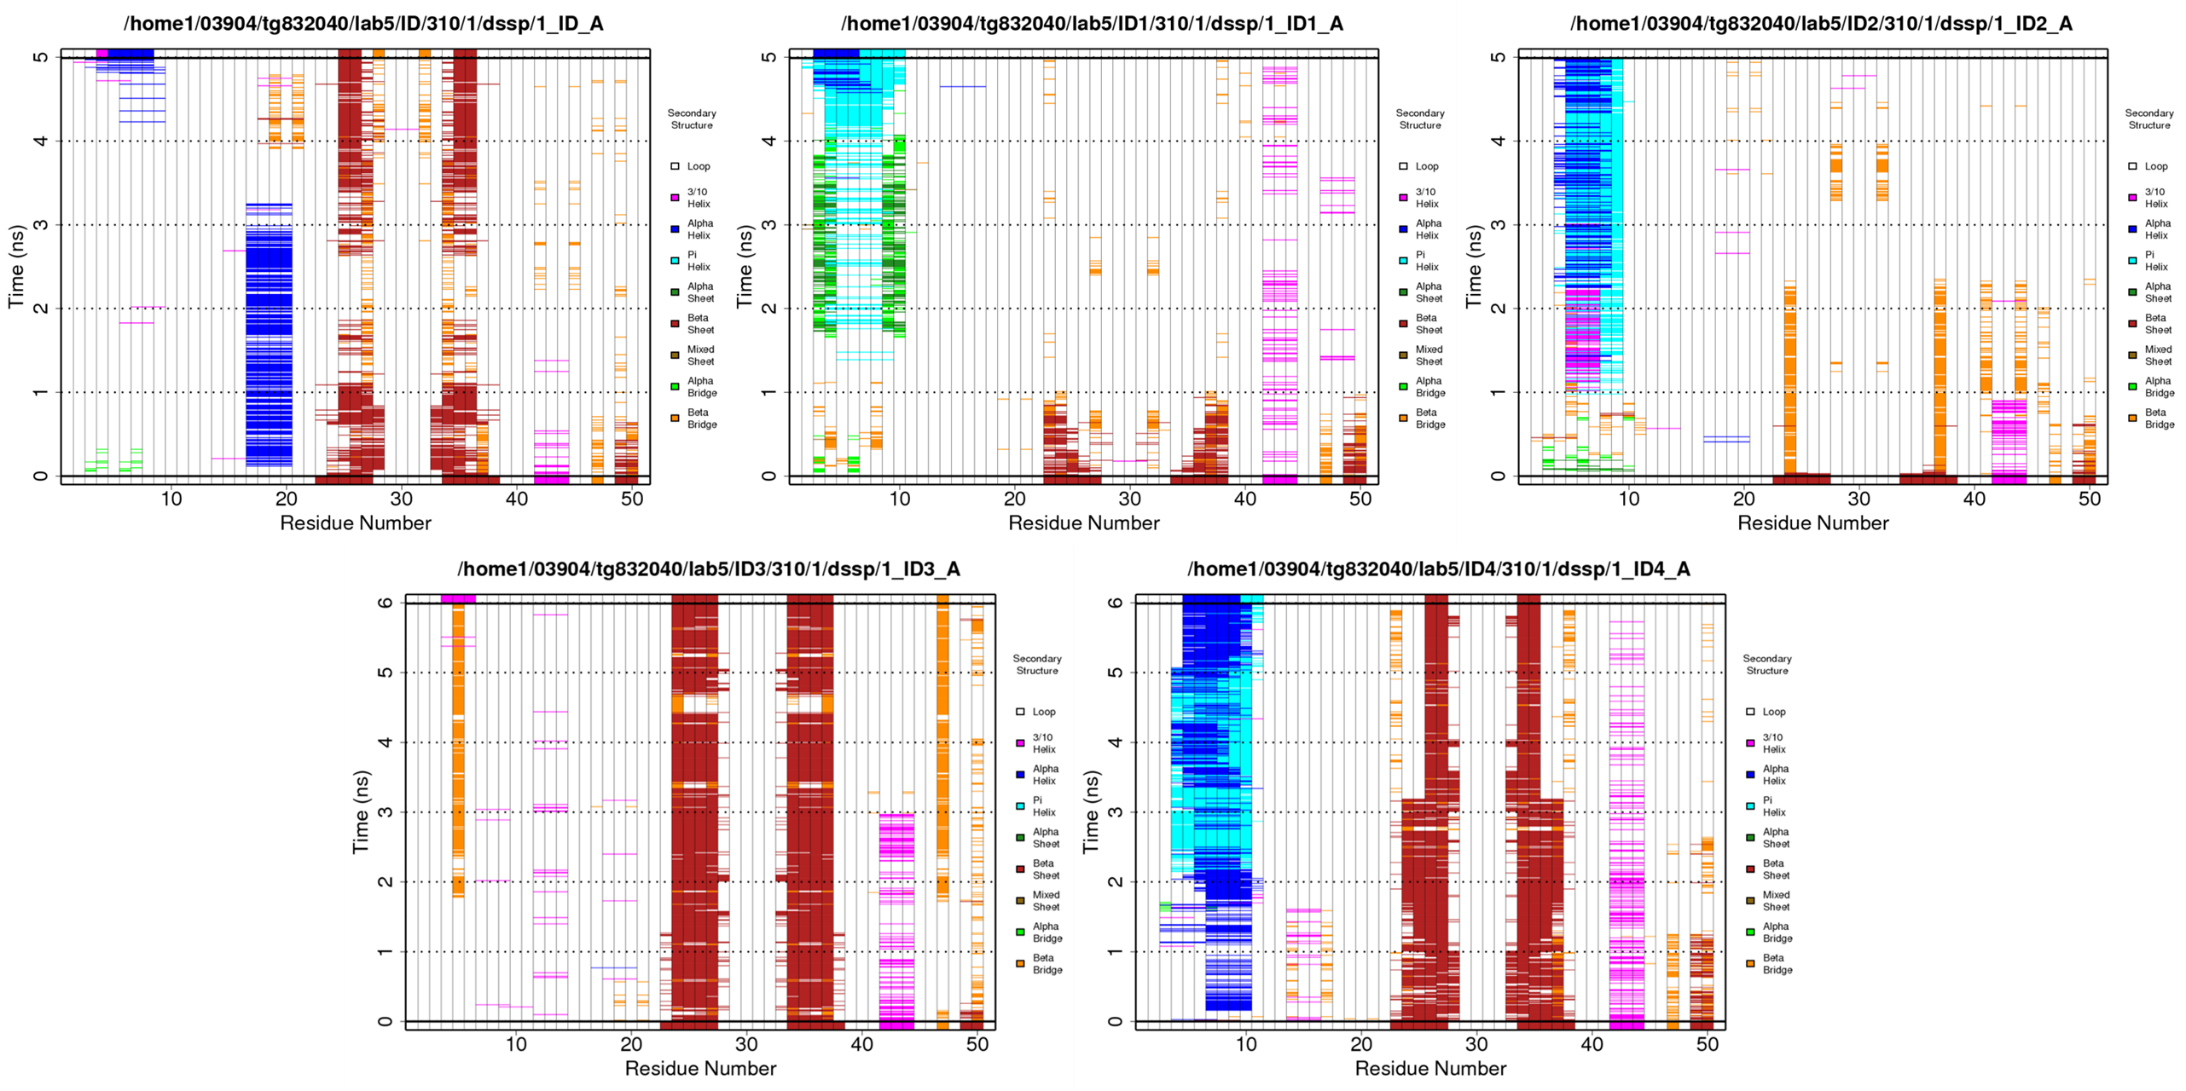 /home1/03904/tg832040/lab5/ID/310/1/dssp/1_ID_A
5
4
3
2
1
0
Time (ns)
10 20 30 40 50
Residue Number
Secondary
Structure
Loop
3/10
Helix
Alpha
Helix
Pi
Helix
Alpha
Sheet
Beta
Sheet
Mixed
Sheet
Alpha
Bridge
Beta
Bridge
/home1/03904/tg832040/lab5/ID1/310/1/dssp/1_ID1_A
5
4
3
2
1
0
Time (ns)
10 20 30 40 50
Residue Number
Secondary
Structure
Loop
3/10
Helix
Alpha
Helix
Pi
Helix
Alpha
Sheet
Beta
Sheet
Mixed
Sheet
Alpha
Bridge
Beta
Bridge
/home1/03904/tg832040/lab5/ID2/310/1/dssp/1_ID2_A
5
4
3
2
1
0
Time (ns)
10 20 30 40 50
Residue Number
Secondary
Structure
Loop
3/10
Helix
Alpha
Helix
Pi
Helix
Alpha
Sheet
Beta
Sheet
Mixed
Sheet
Alpha
Bridge
Beta
Bridge
/home1/03904/tg832040/lab5/ID3/310/1/dssp/1_ID3_A
6
5
4
3
2
1
0
Time (ns)
10 20 30 40 50
Residue Number
Secondary
Structure
Loop
3/10
Helix
Alpha
Helix
Pi
Helix
Alpha
Sheet
Beta
Sheet
Mixed
Sheet
Alpha
Bridge
Beta
Bridge
/home1/03904/tg832040/lab5/ID4/310/1/dssp/1_ID4_A
6
5
4
3
2
1
0
Time (ns)
10 20 30 40 50
Residue Number
Secondary
Structure
Loop
3/10
Helix
Alpha
Helix
Pi
Helix
Alpha
Sheet
Beta
Sheet
Mixed
Sheet
Alpha
Bridge
Beta
Bridge